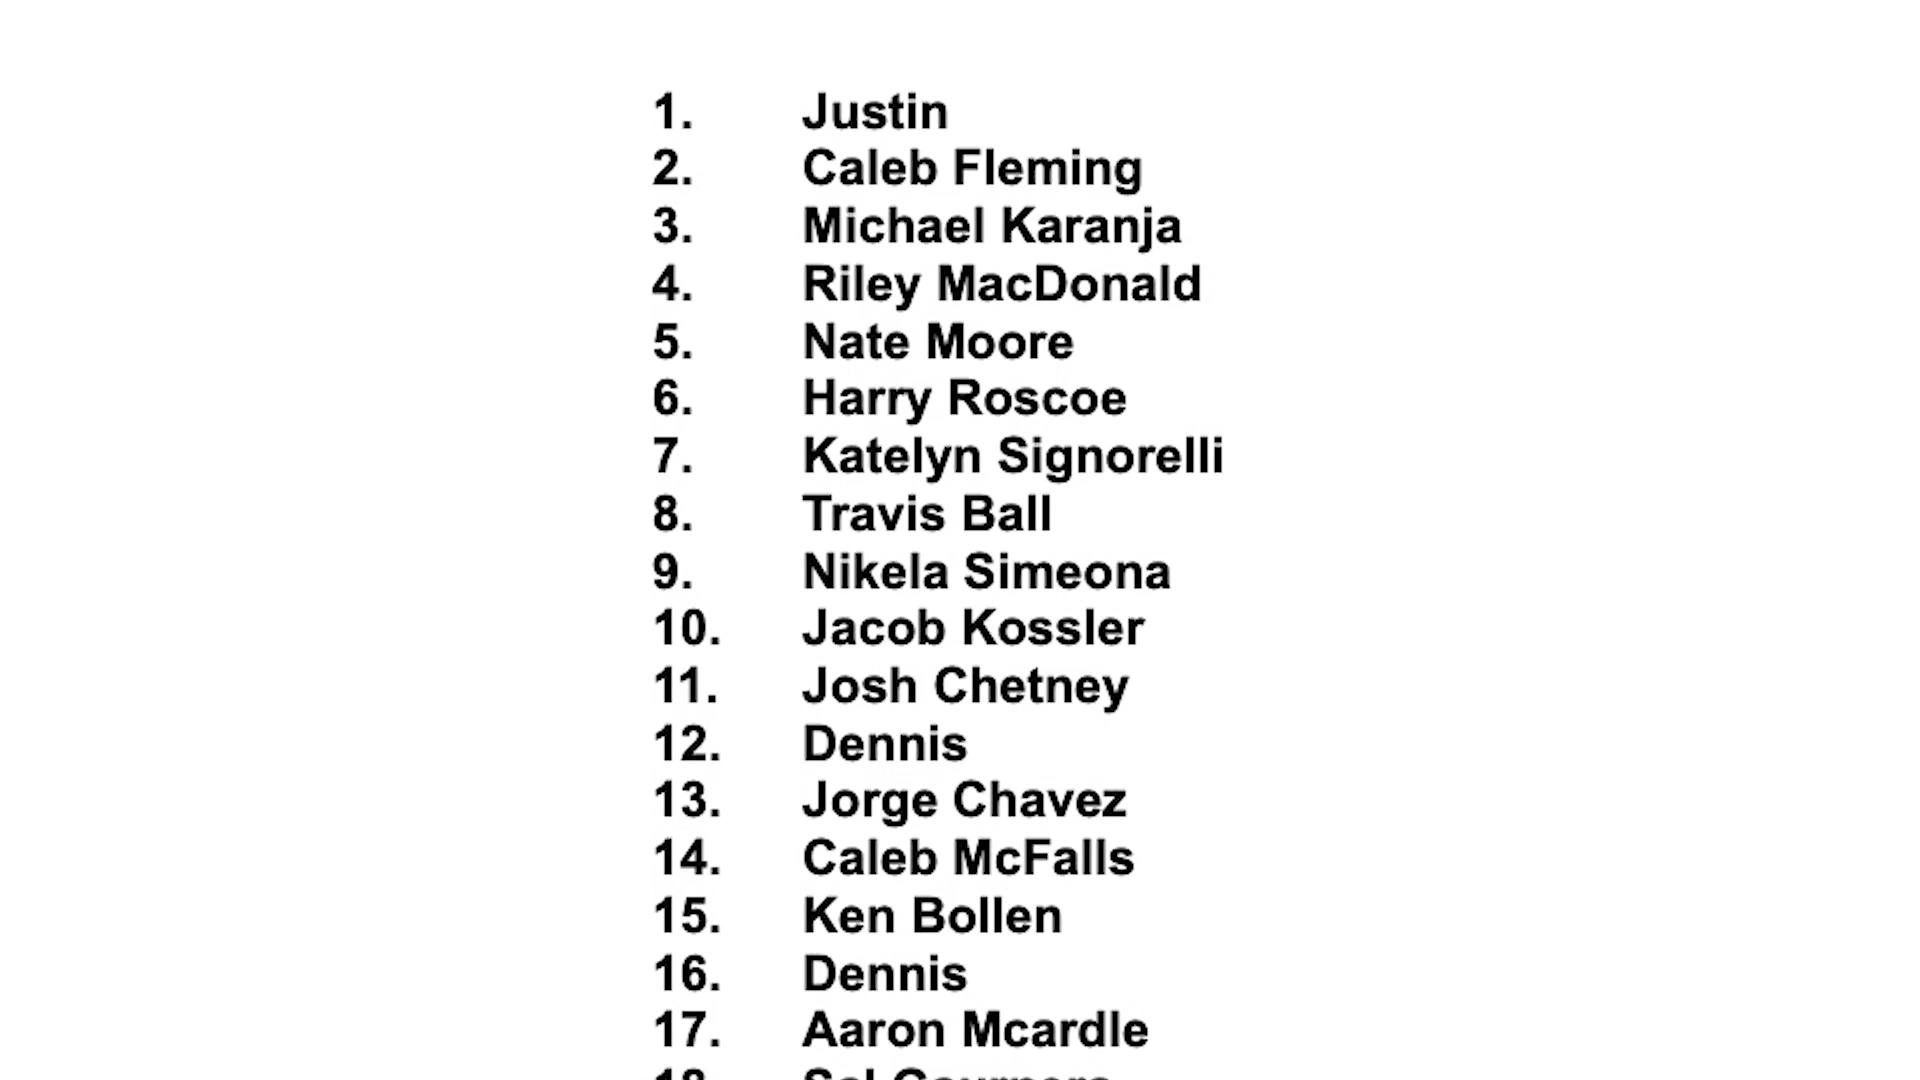 1. Justin
2. Caleb Fleming
3. Michael Karanja
4. Riley MacDonald
5. Nate Moore
6. Harry Roscoe
7. Katelyn Signorelli
8. Travis Ball
9. Nikela Simeona
10. Jacob Kossler
11. Josh Chetney
12. Dennis
13. Jorge Chavez
14. Caleb McFalls
15. Ken Bollen
16. Dennis
17. Aaron Mcardle
18.